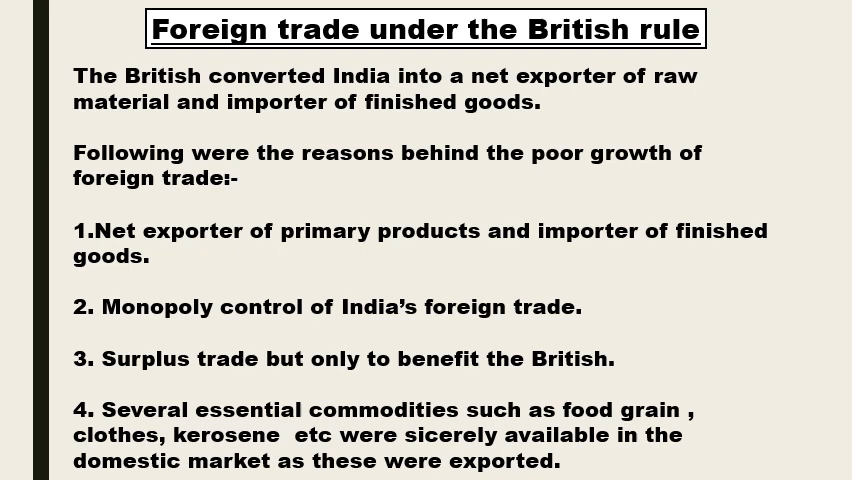 Foreign trade under the British rule
The British converted India into a net exporter of raw
material and importer of finished goods.
Following were the reasons behind the poor growth of
foreign trade:-
1.Net exporter of primary products and importer of finished
goods.
2. Monopoly control of India’s foreign trade.
3. Surplus trade but only to benefit the British.
4. Several essential commodities such as food grain ,
clothes, kerosene  etc were sicerely available in the
domestic market as these were exported.